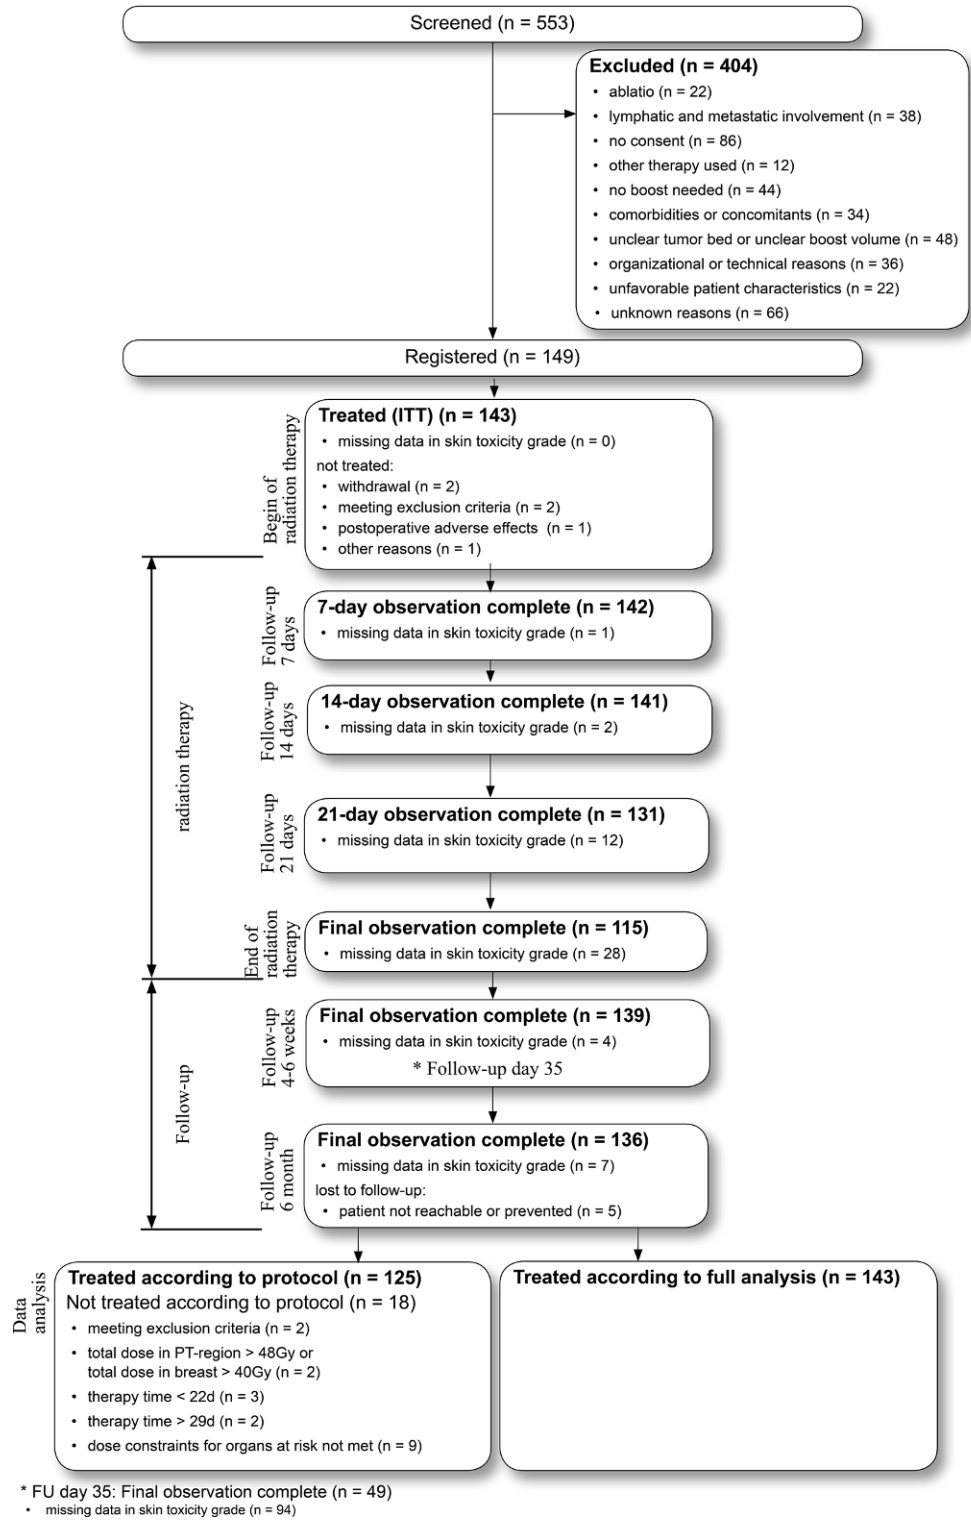 Screened (n = 553)
Excluded (n = 404)
• ablatio (n = 22)
• lymphatic and metastatic involvement (n = 38)
• no consent (n = 86)
• other therapy used (n = 12)
• no boost needed (n = 44)
• comorbidities or concomitants (n = 34)
• unclear tumor bed or unclear boost volume (n = 48)
• organizational or technical reasons (n = 36)
• unfavorable patient characteristics (n = 22)
• unknown reasons (n = 66)
Registered (n = 149)
Begin of
radiation therapy
Treated (ITT) (n = 143)
• missing data in skin toxicity grade (n = 0)
not treated:
• withdrawal (n = 2)
• meeting exclusion criteria (n = 2)
• postoperative adverse effects (n = 1)
• other reasons (n = 1)
radiation therapy
Follow-up
7 days
7-day observation complete (n = 142)
• missing data in skin toxicity grade (n = 1)
Follow-up
14 days
14-day observation complete (n = 141)
• missing data in skin toxicity grade (n = 2)
Follow-up
21 days
21-day observation complete (n = 131)
• missing data in skin toxicity grade (n = 12)
End of
radiation
therapy
Final observation complete (n = 115)
• missing data in skin toxicity grade (n = 28)
Follow-up
Follow-up
4-6 weeks
Final observation complete (n = 139)
• missing data in skin toxicity grade (n = 4)
* Follow-up day 35
Follow-up
6 month
Final observation complete (n = 136)
• missing data in skin toxicity grade (n = 7)
lost to follow-up:
• patient not reachable or prevented (n = 5)
Data
analysis
Treated according to protocol (n = 125)
Not treated according to protocol (n = 18)
• meeting exclusion criteria (n = 2)
• total dose in PT-region > 48Gy or
total dose in breast > 40Gy (n = 2)
• therapy time < 22d (n = 3)
• therapy time > 29d (n = 2)
• dose constraints for organs at risk not met (n = 9)
Treated according to full analysis (n = 143)
* FU day 35: Final observation complete (n = 49)
• missing data in skin toxicity grade (n = 94)